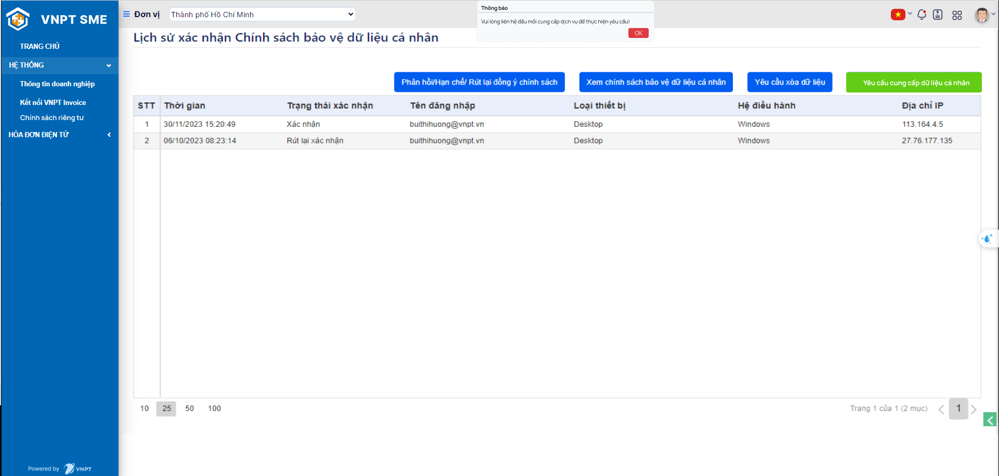 VNPT SME
TRANG CHỦ
HỆ THỐNG
Thông tin doanh nghiệp
Kết nối VNPT Invoice
Chính sách riêng tư
HÓA ĐƠN ĐIỆN TỬ
Powered by VNPT
Đơn vị Thành phố Hồ Chí Minh
Thông báo
Vui lòng liên hệ đầu mối cung cấp dịch vụ để thực hiện yêu cầu!
OK
Lịch sử xác nhận Chính sách bảo vệ dữ liệu cá nhân
Phản hồi/Hạn chế/ Rút lại đồng ý chính sách Xem chính sách bảo vệ dữ liệu cá nhân Yêu cầu xóa dữ liệu Yêu cầu cung cấp dữ liệu cá nhân
STT Thời gian Trạng thái xác nhận Tên đăng nhập Loại thiết bị Hệ điều hành Địa chỉ IP
1 30/11/2023 15:20:49 Xác nhận buithihuong@vnpt.vn Desktop Windows 113.164.4.5
2 06/10/2023 08:23:14 Rút lại xác nhận buithihuong@vnpt.vn Desktop Windows 27.76.177.135
10 25 50 100 Trang 1 của 1 (2 mục) 1